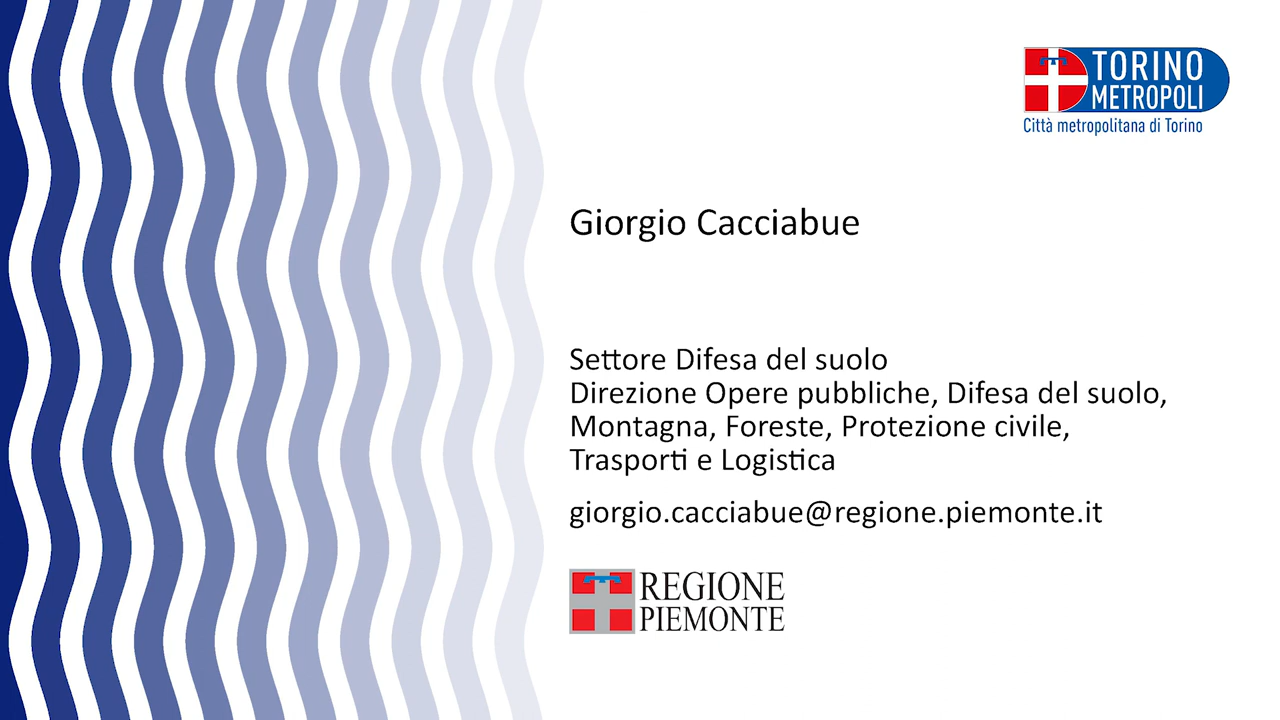 TORINO
METROPOLI
Città metropolitana di Torino
Giorgio Cacciabue
Settore Difesa del suolo
Direzione Opere pubbliche, Difesa del suolo,
Montagna, Foreste, Protezione civile,
Trasporti e Logistica
giorgio.cacciabue@regione.piemonte.it
REGIONE
PIEMONTE